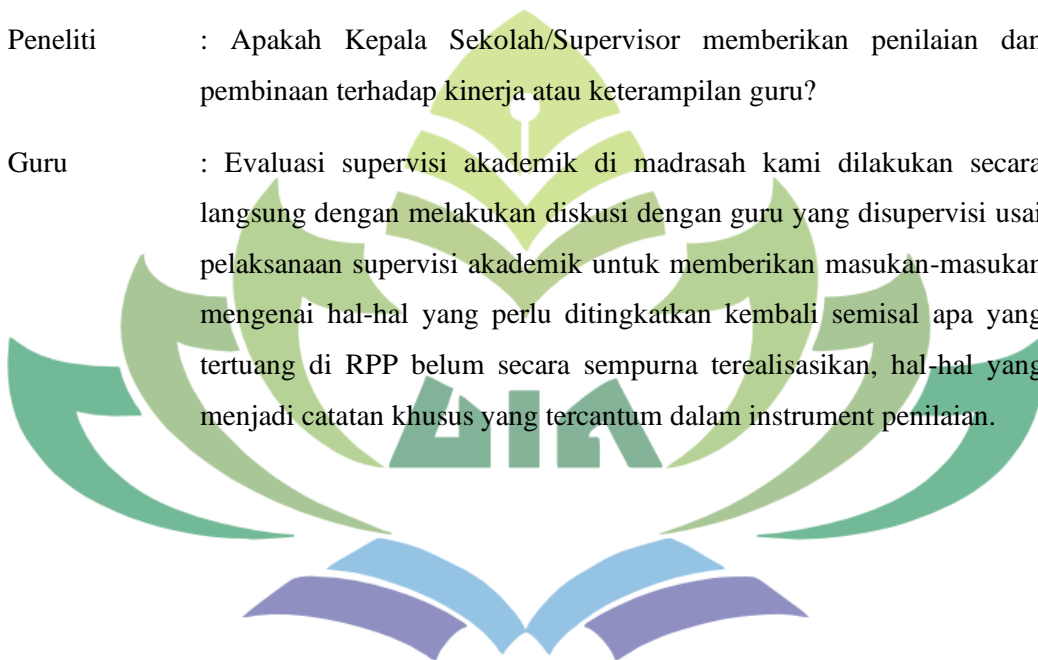 Peneliti : Apakah Kepala Sekolah/Supervisor memberikan penilaian dan
pembinaan terhadap kinerja atau keterampilan guru?
Guru : Evaluasi supervisi akademik di madrasah kami dilakukan secara
langsung dengan melakukan diskusi dengan guru yang disupervisi usai
pelaksanaan supervisi akademik untuk memberikan masukan-masukan
mengenai hal-hal yang perlu ditingkatkan kembali semisal apa yang
tertuang di RPP belum secara sempurna terealisasikan, hal-hal yang
menjadi catatan khusus yang tercantum dalam instrument penilaian.
UIN